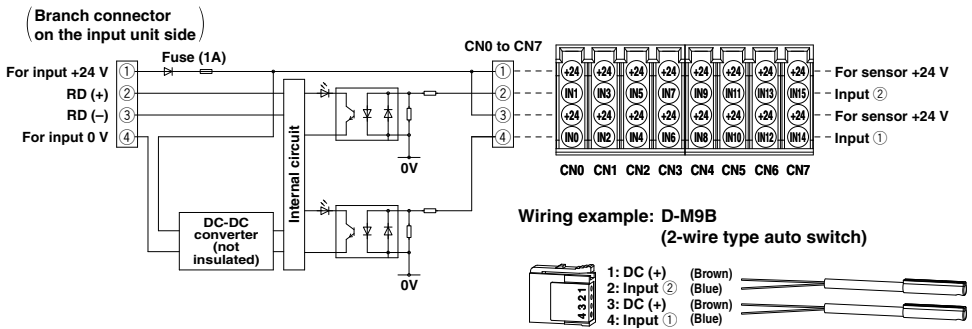 (Branch connector
on the input unit side)
Fuse (1A)
For input +24 V ①
RD (+) ②
RD (–) ③
For input 0 V ④
DC-DC
converter
(not
insulated)
Internal circuit
0V
0V
CN0 to CN7
①
②
③
④
+24 +24 +24 +24 +24 +24 +24 +24 For sensor +24 V
IN1 IN3 IN5 IN7 IN9 IN11 IN13 IN15 Input ②
+24 +24 +24 +24 +24 +24 +24 +24 For sensor +24 V
IN0 IN2 IN4 IN6 IN8 IN10 IN12 IN14 Input ①
CN0 CN1 CN2 CN3 CN4 CN5 CN6 CN7
Wiring example: D-M9B
(2-wire type auto switch)
4 3 2 1
1: DC (+) (Brown)
2: Input ② (Blue)
3: DC (+) (Brown)
4: Input ① (Blue)